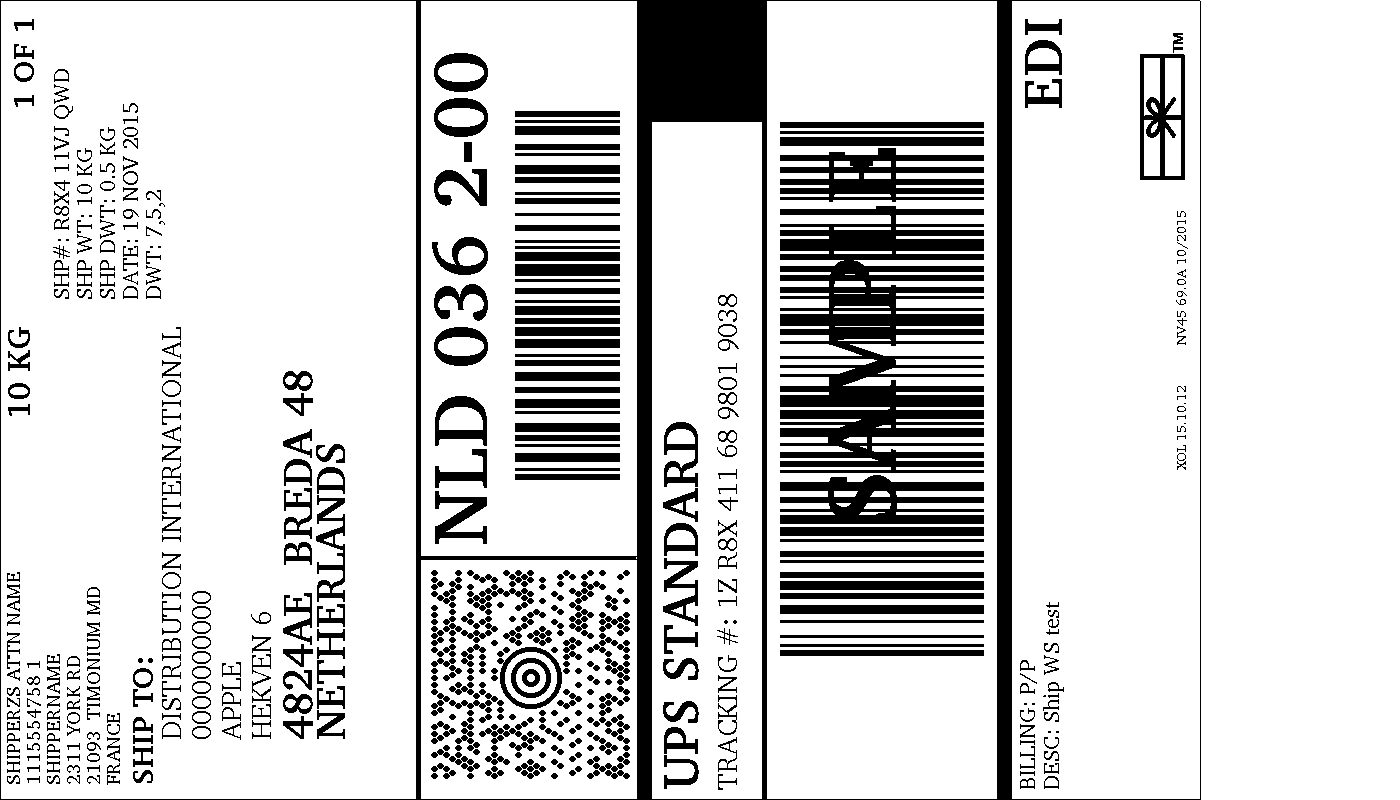 SHIPPERZS ATTN NAME
1115554758 1
SHIPPERNAME
2311 YORK RD
21093 TIMONIUM MD
FRANCE
10 KG
1 OF 1
SHP#: R8X4 11VJ QWD
SHP WT: 10 KG
SHP DWT: 0.5 KG
DATE: 19 NOV 2015
DWT: 7,5,2
SHIP TO:
DISTRIBUTION INTERNATIONAL
0000000000
APPLE
HEKVEN 6
4824AE BREDA 48
NETHERLANDS
NLD 036 2-00
UPS STANDARD
TRACKING #: 1Z R8X 411 68 9801 9038
SAMPLE
BILLING: P/P
DESC: Ship WS test
EDI
TM
XOL 15.10.12 NV45 69.0A 10/2015